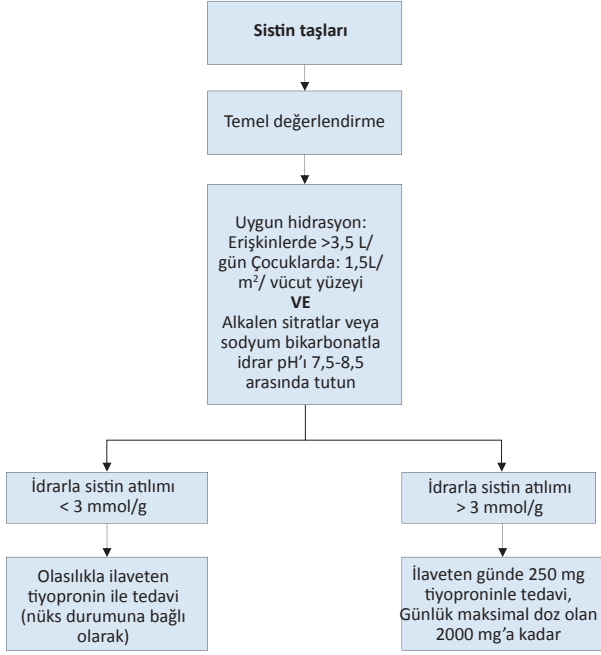 Sistin taşları
Temel değerlendirme
Uygun hidrasyon:
Erişkinlerde >3,5 L/
gün Çocuklarda: 1,5L/
m²/ vücut yüzeyi
VE
Alkalen sitratlar veya
sodyum bikarbonatla
idrar pH’ı 7,5-8,5
arasında tutun
İdrarla sistin atılımı
< 3 mmol/g
Olasılıkla ilaveten
tiyopronin ile tedavi
(nüks durumuna bağlı
olarak)
İdrarla sistin atılımı
> 3 mmol/g
İlaveten günde 250 mg
tiyoproninle tedavi,
Günlük maksimal doz olan
2000 mg’a kadar